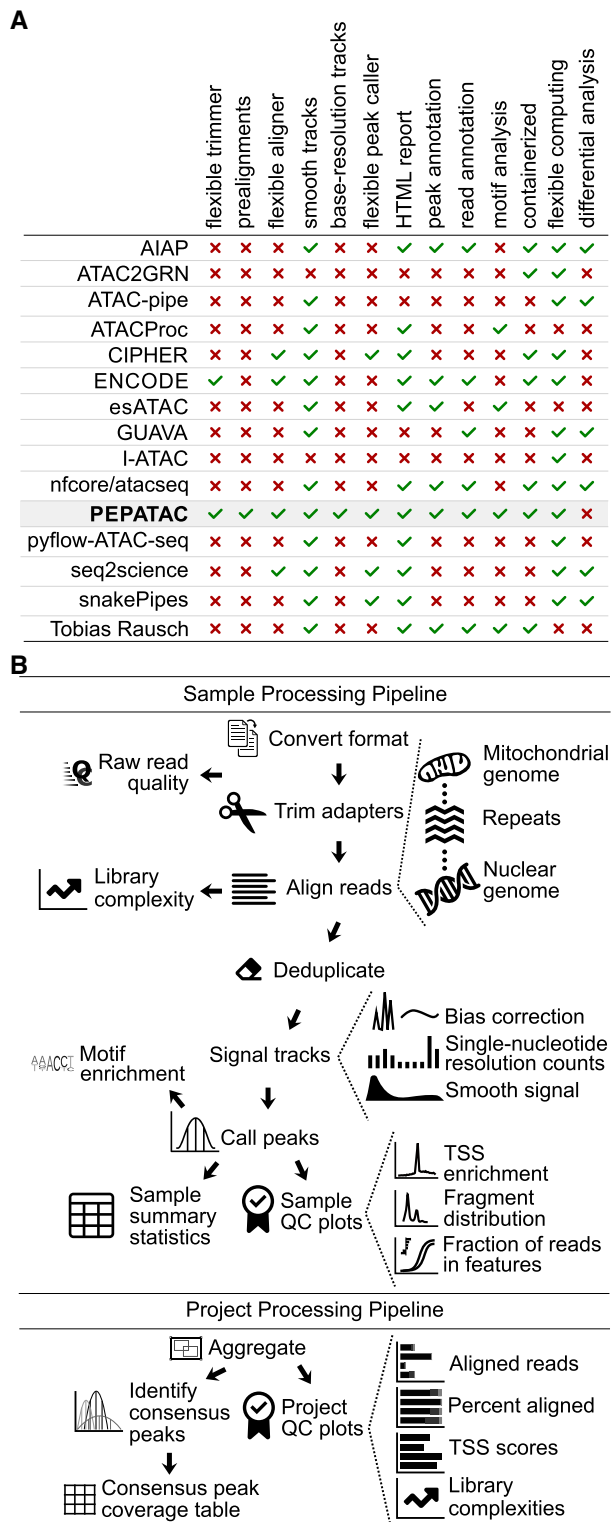 A
flexible trimmer
prealignments
flexible aligner
smooth tracks
base-resolution tracks
flexible peak caller
HTML report
peak annotation
read annotation
motif analysis
containerized
flexible computing
differential analysis
AIAP
ATAC2GRN
ATAC-pipe
ATACProc
CIPHER
ENCODE
esATAC
GUAVA
I-ATAC
nfcore/atacseq
PEPATAC
pyflow-ATAC-seq
seq2science
snakePipes
Tobias Rausch
B
Sample Processing Pipeline
Convert format
Raw read
quality
Trim adapters
Mitochondrial
genome
Repeats
Nuclear
genome
Library
complexity
Align reads
Deduplicate
Signal tracks
Bias correction
Single-nucleotide
resolution counts
Smooth signal
Motif
enrichment
Call peaks
Sample
summary
statistics
Sample
QC plots
TSS
enrichment
Fragment
distribution
Fraction of reads
in features
Project Processing Pipeline
Aggregate
Identify
consensus
peaks
Project
QC plots
Aligned reads
Percent aligned
TSS scores
Library
complexities
Consensus peak
coverage table